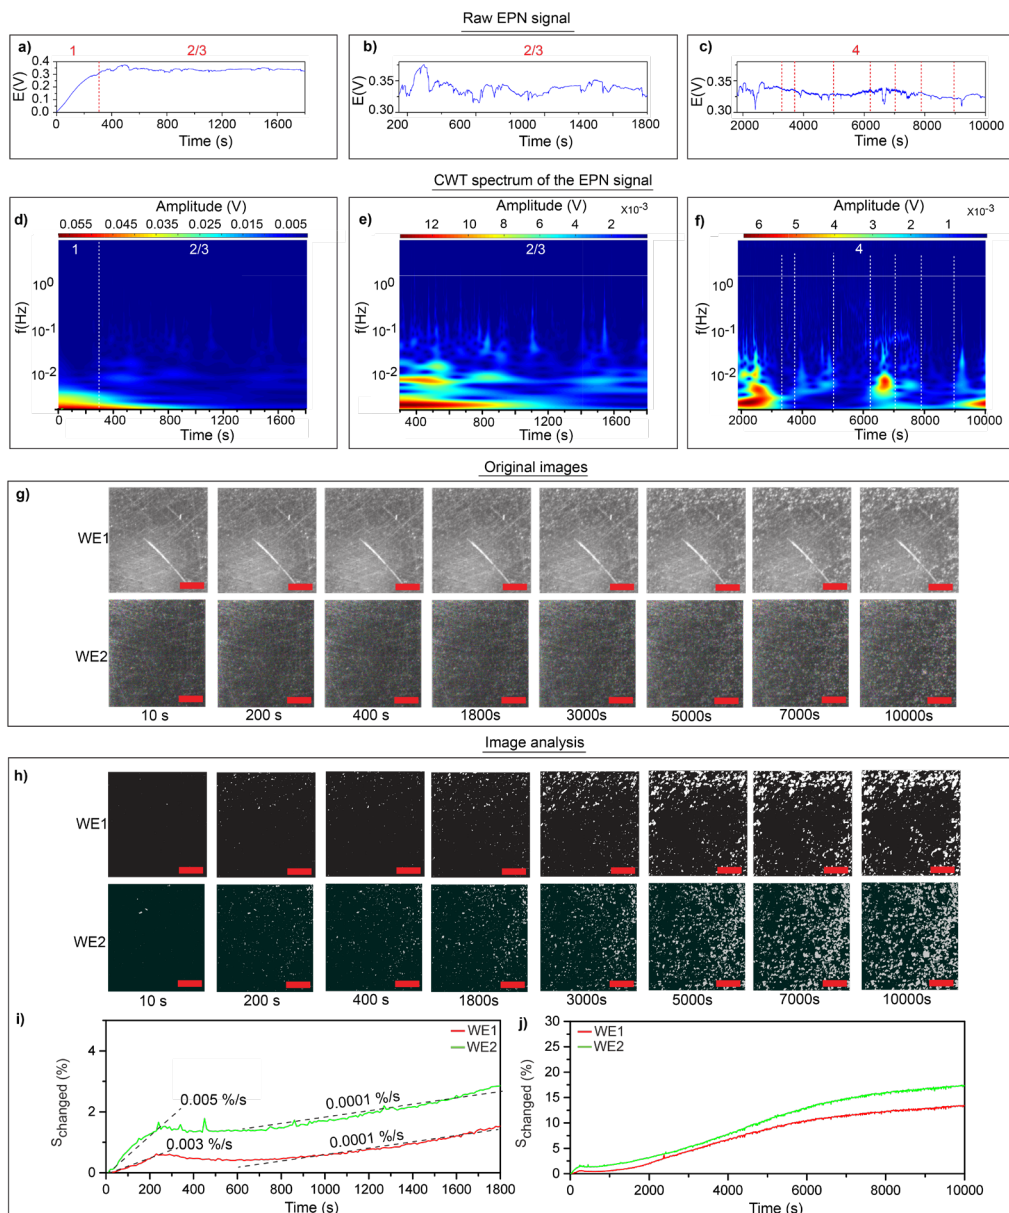 Raw EPN signal
a) 1 2/3
E(V)
0.4
0.3
0.2
0.1
0.0
0 400 800 1200 1600
Time (s)
b) 2/3
E(V)
0.35
0.30
200 400 600 800 1000 1200 1400 1600 1800
Time (s)
c) 4
E(V)
0.35
0.30
2000 4000 6000 8000 10000
Time (s)
CWT spectrum of the EPN signal
d) Amplitude (V)
0.055 0.045 0.035 0.025 0.015 0.005
1 2/3
f(Hz)
10⁰
10⁻¹
10⁻²
0 400 800 1200 1600
Time (s)
e) Amplitude (V) X10⁻³
12 10 8 6 4 2
2/3
f(Hz)
10⁰
10⁻¹
10⁻²
400 800 1200 1600
Time (s)
f) Amplitude (V) X10⁻³
6 5 4 3 2 1
4
f(Hz)
10⁰
10⁻¹
10⁻²
2000 4000 6000 8000 10000
Time (s)
Original images
g)
WE1
WE2
10 s 200 s 400 s 1800s 3000s 5000s 7000s 10000s
Image analysis
h)
WE1
WE2
10 s 200 s 400 s 1800s 3000s 5000s 7000s 10000s
i)
WE1
WE2
S changed (%)
4
2
0
0.005 %/s
0.003 %/s
0.0001 %/s
0.0001 %/s
0 200 400 600 800 1000 1200 1400 1600 1800
Time (s)
j)
WE1
WE2
S changed (%)
30
25
20
15
10
5
0
0 2000 4000 6000 8000 10000
Time (s)